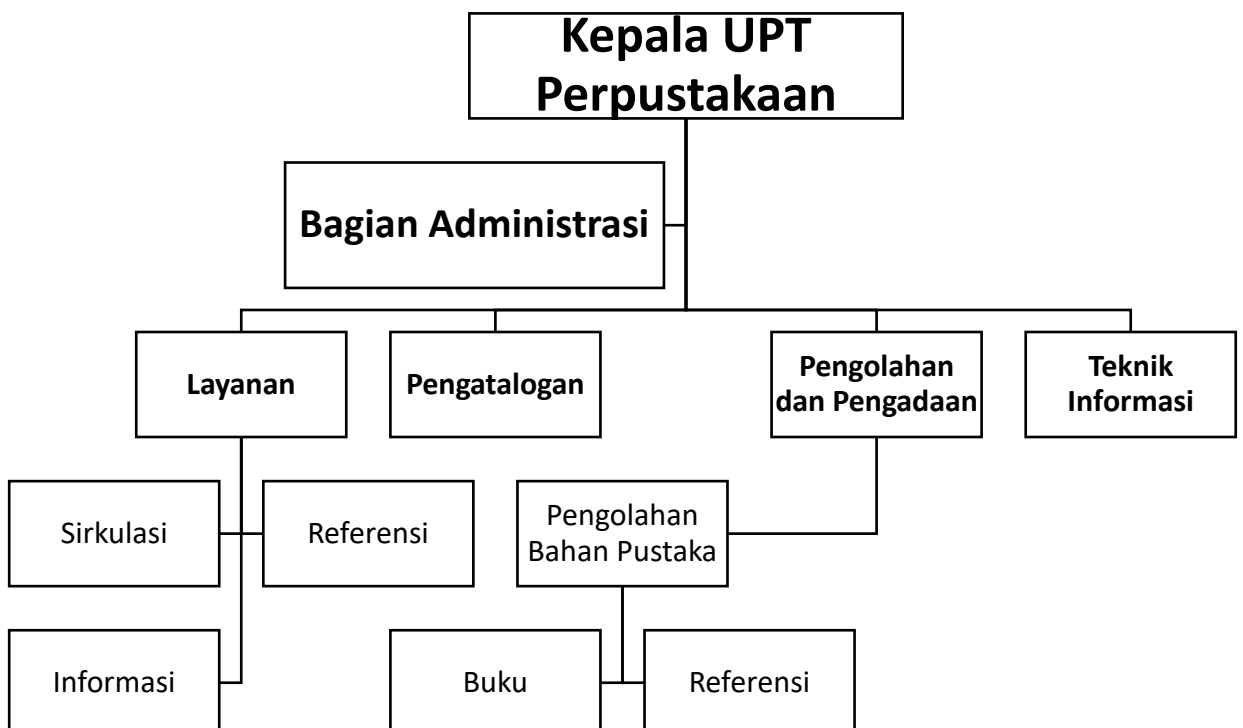 Kepala UPT
Perpustakaan
Bagian Administrasi
Layanan
Pengatalogan
Pengolahan
dan Pengadaan
Teknik
Informasi
Sirkulasi
Referensi
Pengolahan
Bahan Pustaka
Informasi
Buku
Referensi